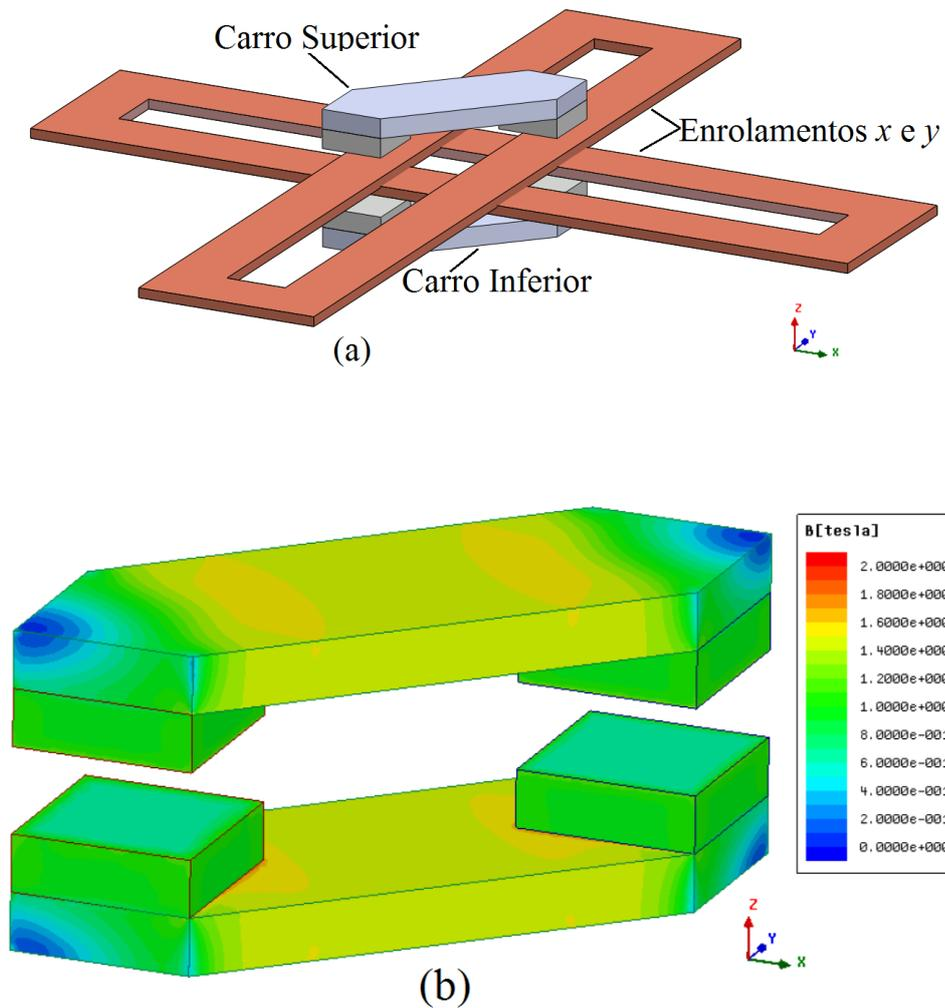 Carro Superior
Enrolamentos x e y
Carro Inferior
(a)
Z
Y
X
B[tesla]
2.0000e+000
1.8000e+000
1.6000e+000
1.4000e+000
1.2000e+000
1.0000e+000
8.0000e-001
6.0000e-001
4.0000e-001
2.0000e-001
0.0000e+000
Z
Y
X
(b)